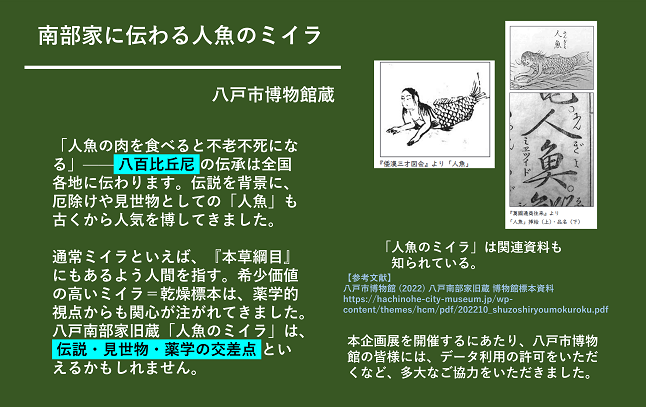 南部家に伝わる人魚のミイラ
八戸市博物館蔵
「人魚の肉を食べると不老不死にな
る」――八百比丘尼の伝承は全国
各地に伝わります。伝説を背景に、
厄除けや見世物としての「人魚」も
古くから人気を博してきました。
通常ミイラといえば、『本草綱目』
にもあるよう人間を指す。希少価値
の高いミイラ＝乾燥標本は、薬学的
視点からも関心が注がれてきました。
八戸南部家旧蔵「人魚のミイラ」は、
伝説・見世物・薬学の交差点とい
えるかもしれません。
『倭漢三才図会』より「人魚」
人魚
人魚
『蛮國連商往来』より
「人魚」挿絵（上）・品名（下）
「人魚のミイラ」は関連資料も
知られている。
【参考文献】
八戸市博物館 (2022) 八戸南部家旧蔵 博物館標本資料
https://hachinohe-city-museum.jp/wp-
content/themes/hcm/pdf/202210_shuzoshiryoumokuroku.pdf
本企画展を開催するにあたり、八戸市博物
館の皆様には、データ利用の許可をいただ
くなど、多大なご協力をいただきました。